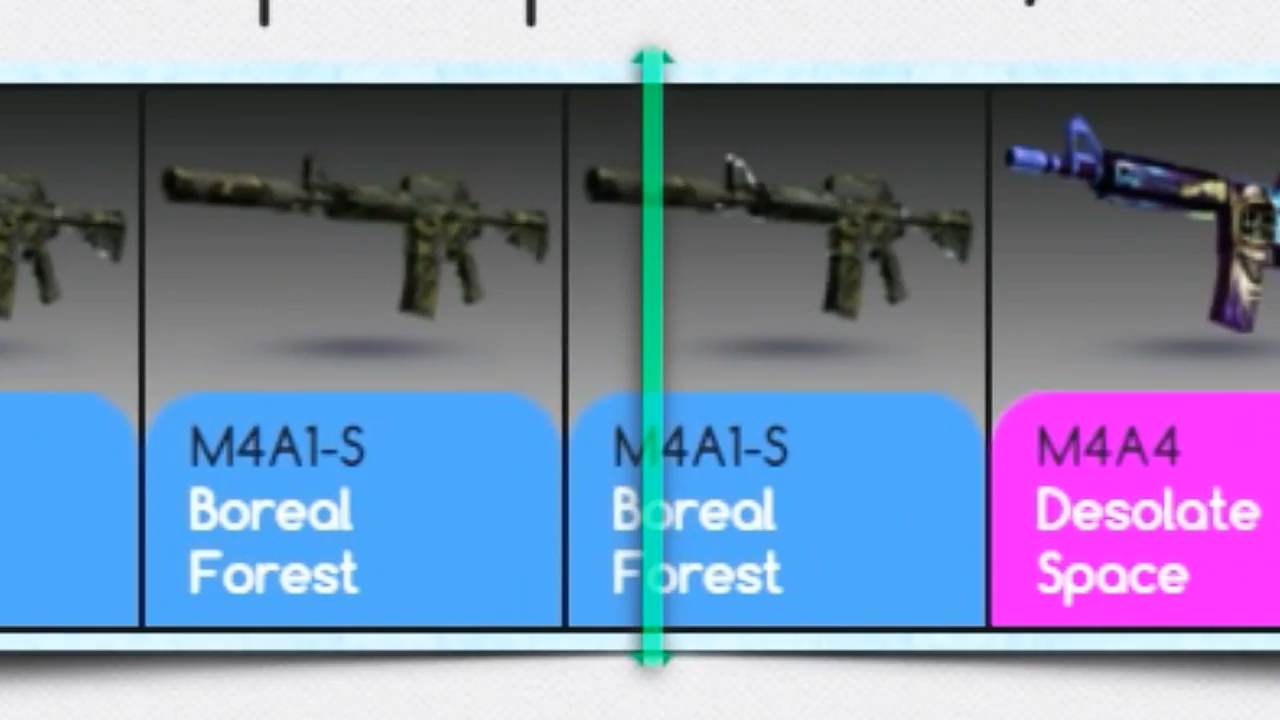 M4A1-S
Boreal
Forest
M4A1-S
Boreal
Forest
M4A4
Desolate
Space